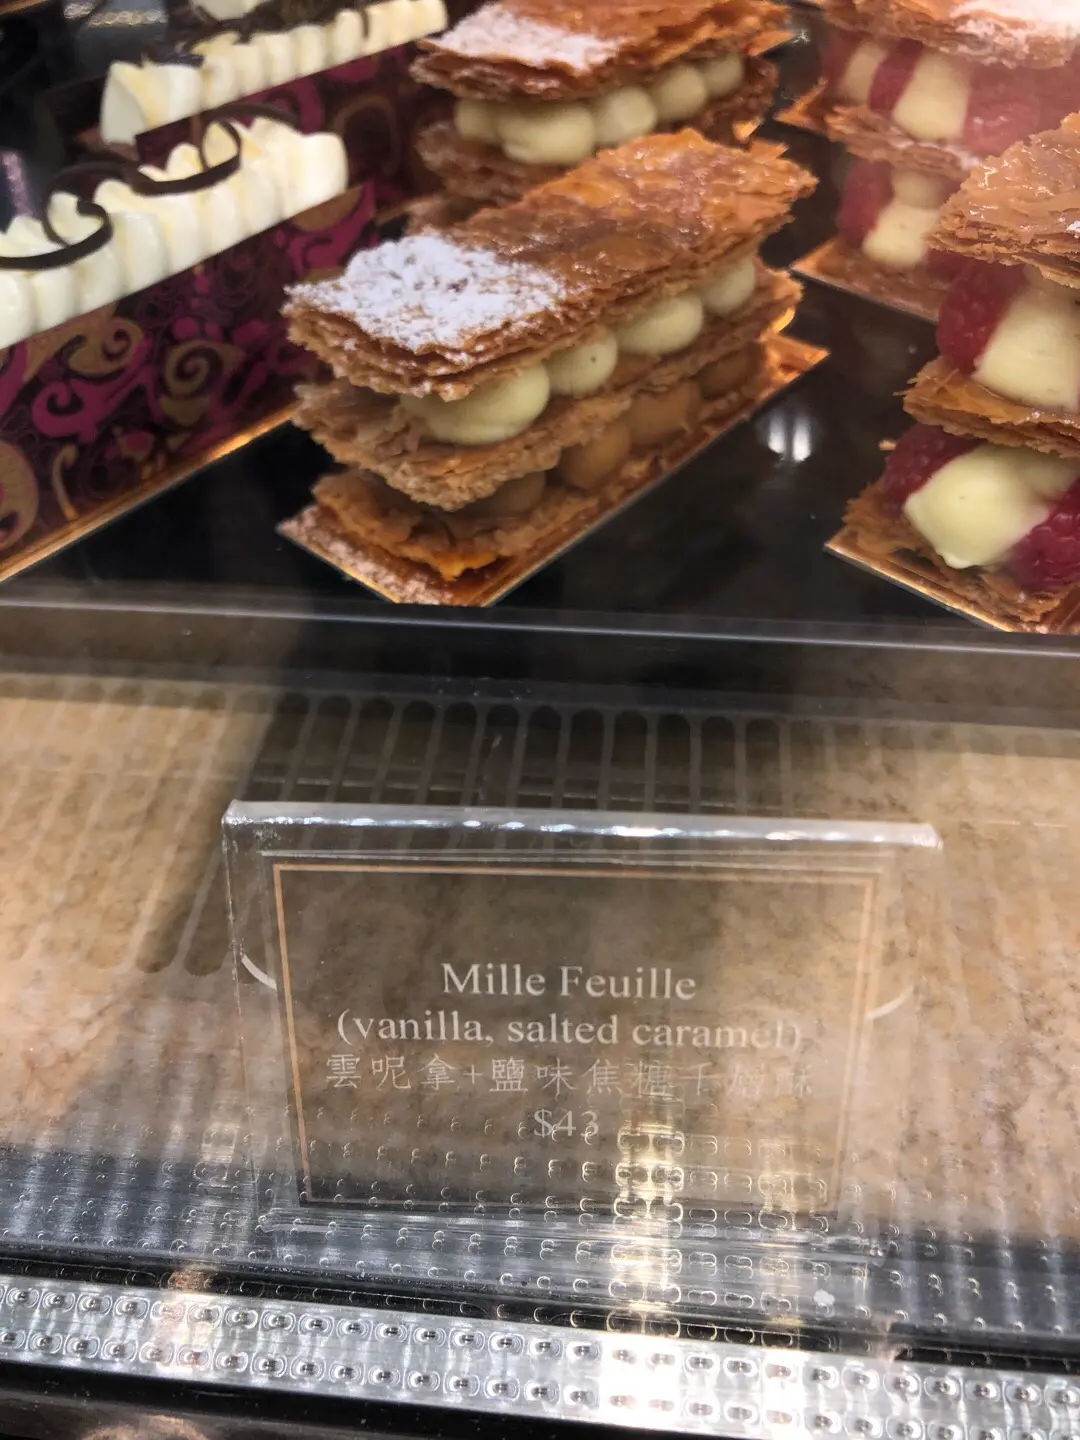 Mille Feuille
(vanilla, salted caramel)
雲呢拿+鹽味焦糖千層酥
$43